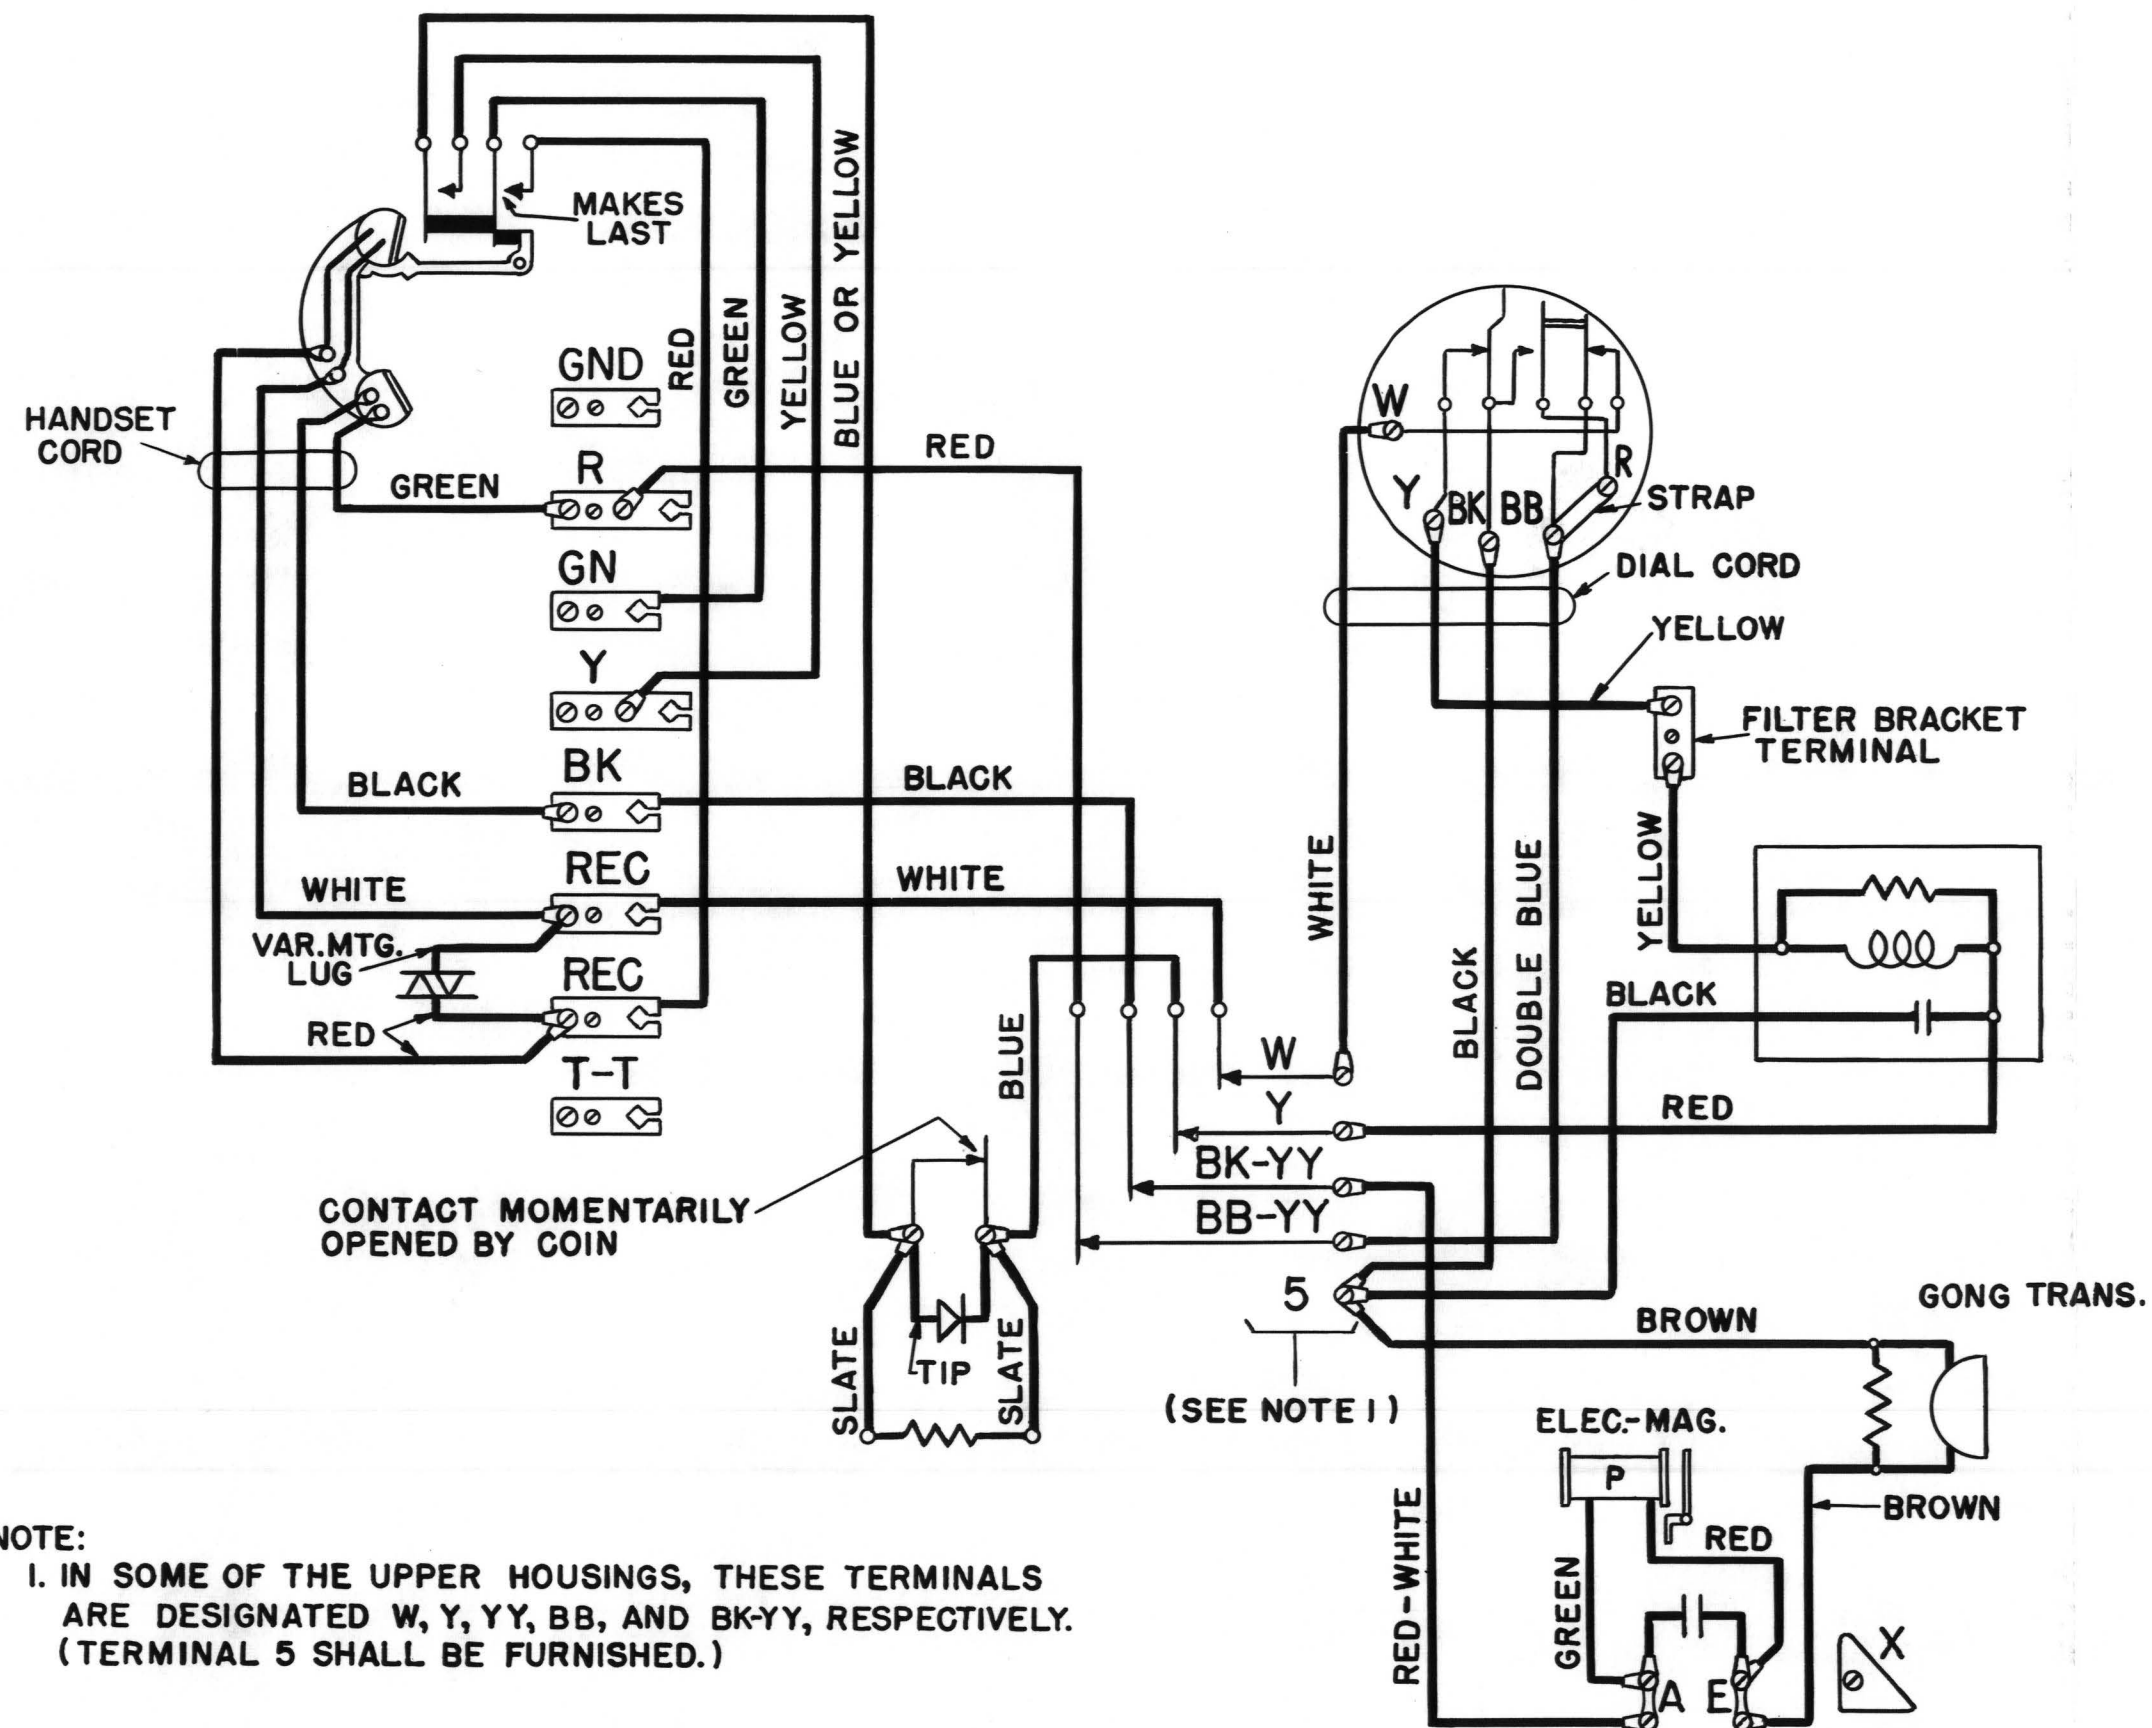 MAKES
LAST
HANDSET
CORD
GND
R
GN
Y
BK
REC
REC
T-T
RED
GREEN
YELLOW
BLUE OR YELLOW
GREEN
RED
BLACK
BLACK
WHITE
WHITE
VAR.MTG.
LUG
RED
W
Y
BK
BB
R
STRAP
DIAL CORD
YELLOW
FILTER BRACKET
TERMINAL
WHITE
BLACK
DOUBLE BLUE
YELLOW
BLACK
RED
BLUE
W
Y
BK-YY
BB-YY
5
(SEE NOTE 1)
CONTACT MOMENTARILY
OPENED BY COIN
SLATE
TIP
SLATE
GONG TRANS.
BROWN
ELEC.-MAG.
P
BROWN
RED
GREEN
RED-WHITE
A
E
X
NOTE:
1. IN SOME OF THE UPPER HOUSINGS, THESE TERMINALS
ARE DESIGNATED W, Y, YY, BB, AND BK-YY, RESPECTIVELY.
(TERMINAL 5 SHALL BE FURNISHED.)